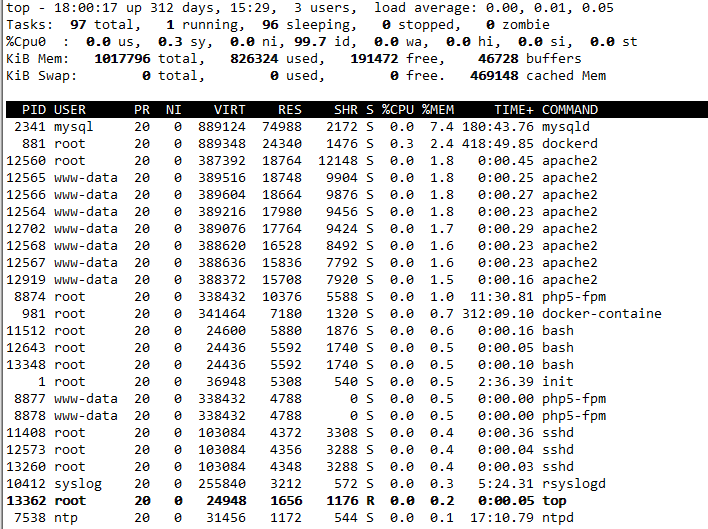 top - 18:00:17 up 312 days, 15:29,  3 users,  load average: 0.00, 0.01, 0.05
Tasks:  97 total,   1 running,  96 sleeping,   0 stopped,   0 zombie
%Cpu0  :  0.0 us,  0.3 sy,  0.0 ni, 99.7 id,  0.0 wa,  0.0 hi,  0.0 si,  0.0 st
KiB Mem:   1017796 total,   826324 used,   191472 free,    46728 buffers
KiB Swap:        0 total,        0 used,        0 free.   469148 cached Mem
  PID USER      PR  NI    VIRT    RES    SHR S %CPU %MEM     TIME+ COMMAND
 2341 mysql     20   0  889124  74988   2172 S  0.0  7.4 180:43.76 mysqld
  881 root      20   0  889348  24340   1476 S  0.3  2.4 418:49.85 dockerd
12560 root      20   0  387392  18764  12148 S  0.0  1.8   0:00.45 apache2
12565 www-data  20   0  389516  18748   9904 S  0.0  1.8   0:00.25 apache2
12566 www-data  20   0  389604  18664   9876 S  0.0  1.8   0:00.27 apache2
12564 www-data  20   0  389216  17980   9456 S  0.0  1.8   0:00.23 apache2
12702 www-data  20   0  389076  17764   9424 S  0.0  1.7   0:00.29 apache2
12568 www-data  20   0  388620  16528   8492 S  0.0  1.6   0:00.23 apache2
12567 www-data  20   0  388636  15836   7792 S  0.0  1.6   0:00.23 apache2
12919 www-data  20   0  388372  15708   7920 S  0.0  1.5   0:00.16 apache2
 8874 root      20   0  338432  10376   5588 S  0.0  1.0  11:30.81 php5-fpm
  981 root      20   0  341464   7180   1320 S  0.0  0.7 312:09.10 docker-containe
11512 root      20   0   24600   5880   1876 S  0.0  0.6   0:00.16 bash
12643 root      20   0   24436   5592   1740 S  0.0  0.5   0:00.05 bash
13348 root      20   0   24436   5592   1740 S  0.0  0.5   0:00.10 bash
    1 root      20   0   36948   5308    540 S  0.0  0.5   2:36.39 init
 8877 www-data  20   0  338432   4788      0 S  0.0  0.5   0:00.00 php5-fpm
 8878 www-data  20   0  338432   4788      0 S  0.0  0.5   0:00.00 php5-fpm
11408 root      20   0  103084   4372   3308 S  0.0  0.4   0:00.36 sshd
12573 root      20   0  103084   4356   3288 S  0.0  0.4   0:00.04 sshd
13260 root      20   0  103084   4348   3288 S  0.0  0.4   0:00.03 sshd
10412 syslog    20   0  255840   3212    572 S  0.0  0.3   5:24.31 rsyslogd
13362 root      20   0   24948   1656   1176 R  0.0  0.2   0:00.05 top
 7538 ntp       20   0   31456   1172    544 S  0.0  0.1  17:10.79 ntpd